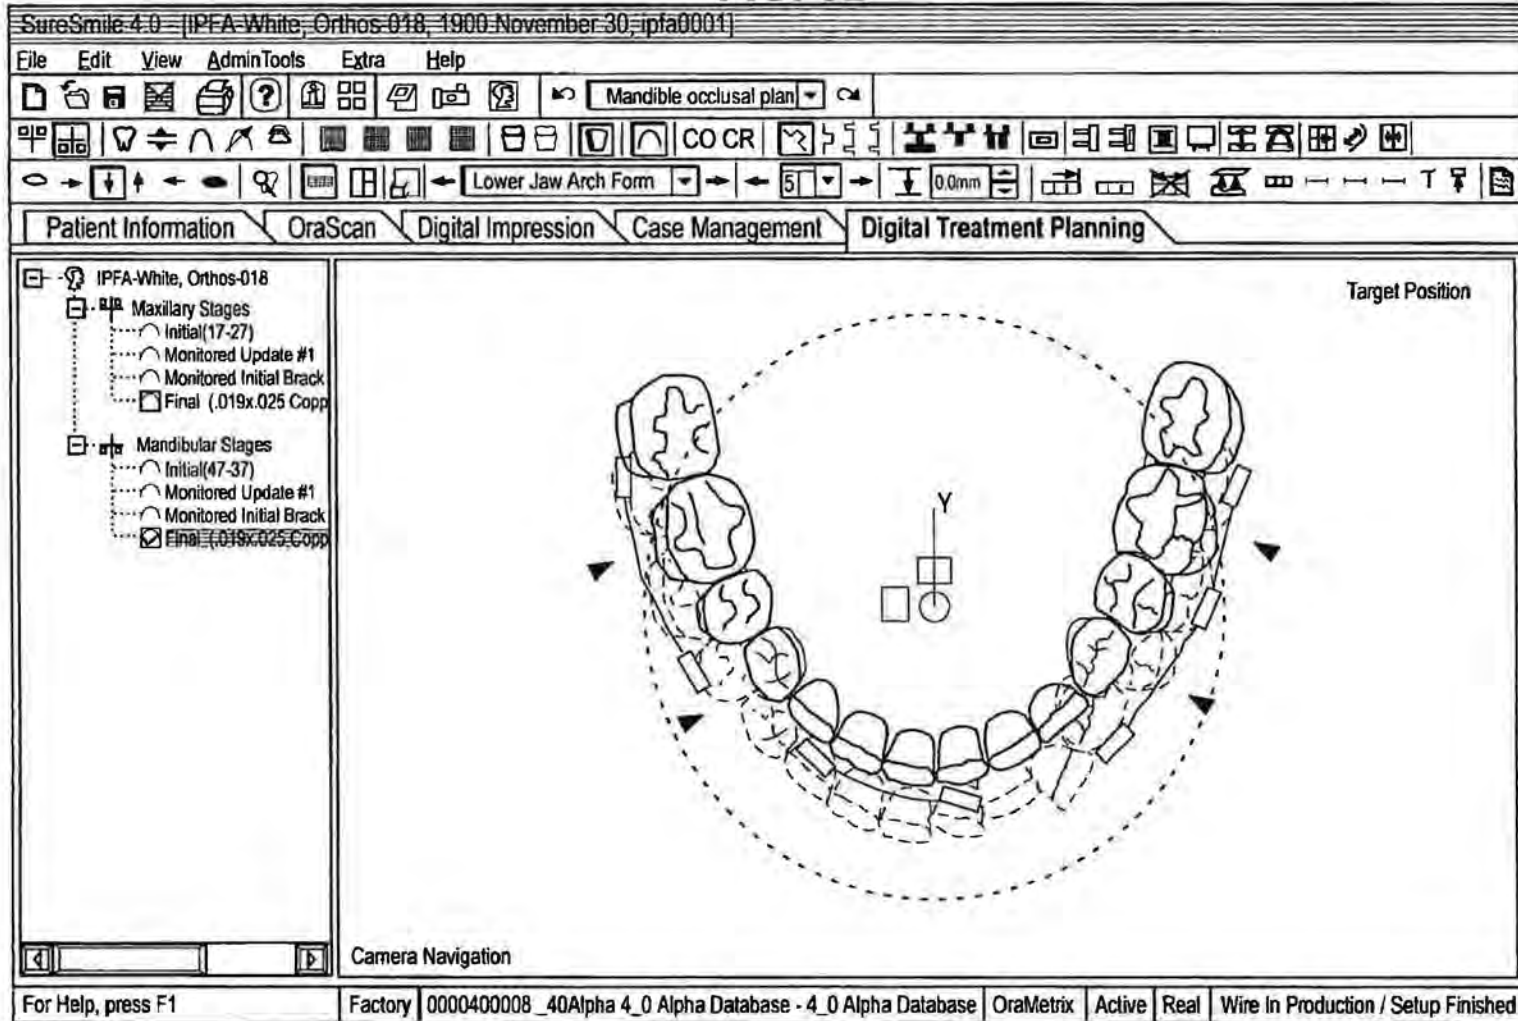 SureSmile 4.0 - [IPFA-White, Orthos-018, 1900 November 30, ipfa0001]
File Edit View AdminTools Extra Help
Mandible occlusal plan
CO CR
Lower Jaw Arch Form 5 0.0mm T
Patient Information OraScan Digital Impression Case Management Digital Treatment Planning
IPFA-White, Orthos-018
Maxillary Stages
Initial(17-27)
Monitored Update #1
Monitored Initial Brack
Final (.019x.025 Copp
Mandibular Stages
Initial(47-37)
Monitored Update #1
Monitored Initial Brack
Final (.019x.025 Copp
Target Position
Y
Camera Navigation
For Help, press F1 Factory 0000400008_40Alpha 4_0 Alpha Database - 4_0 Alpha Database OraMetrix Active Real Wire In Production / Setup Finished